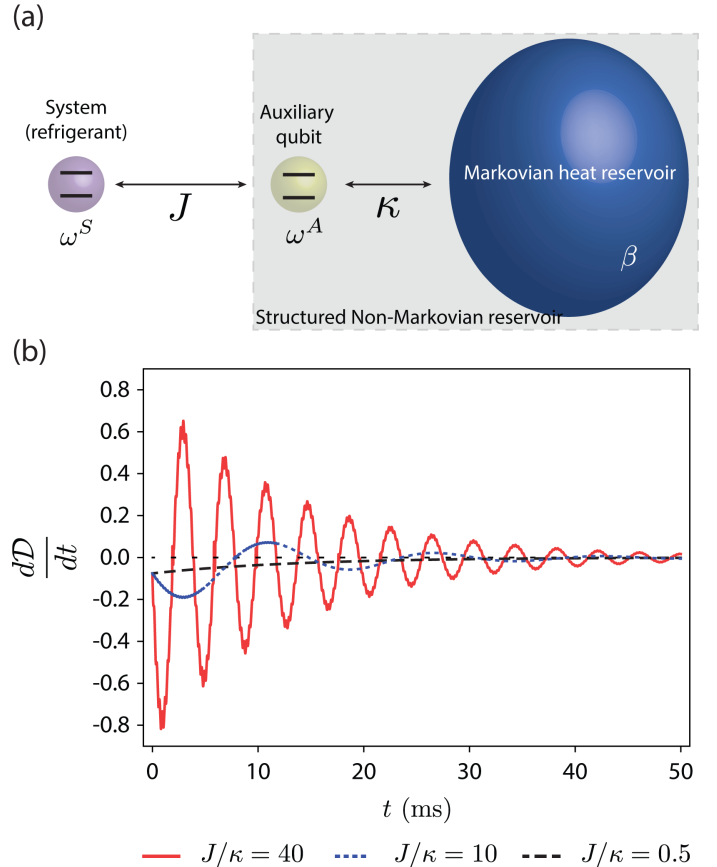 (a)
System
(refrigerant)
Auxiliary
qubit
Markovian heat reservoir
J
κ
ω^S
ω^A
β
Structured Non-Markovian reservoir
(b)
0.8
0.6
0.4
0.2
0.0
-0.2
-0.4
-0.6
-0.8
dD
dt
0 10 20 30 40 50
t (ms)
J/κ = 40 J/κ = 10 J/κ = 0.5